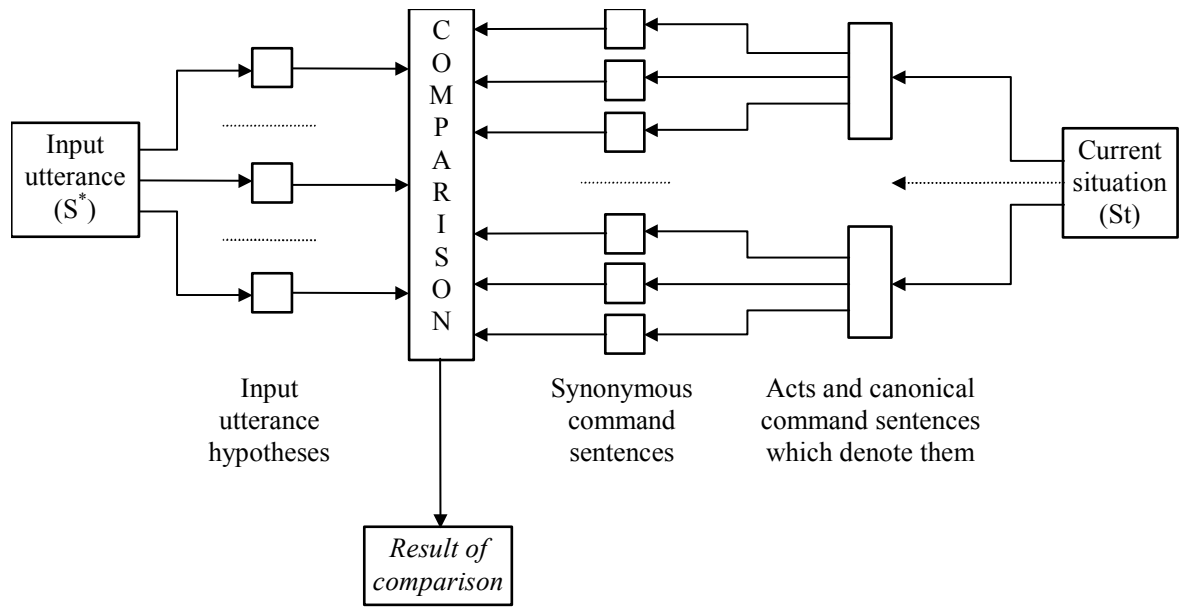 Input
utterance
(S*)
C
O
M
P
A
R
I
S
O
N
Current
situation
(St)
Input
utterance
hypotheses
Synonymous
command
sentences
Acts and canonical
command sentences
which denote them
Result of
comparison